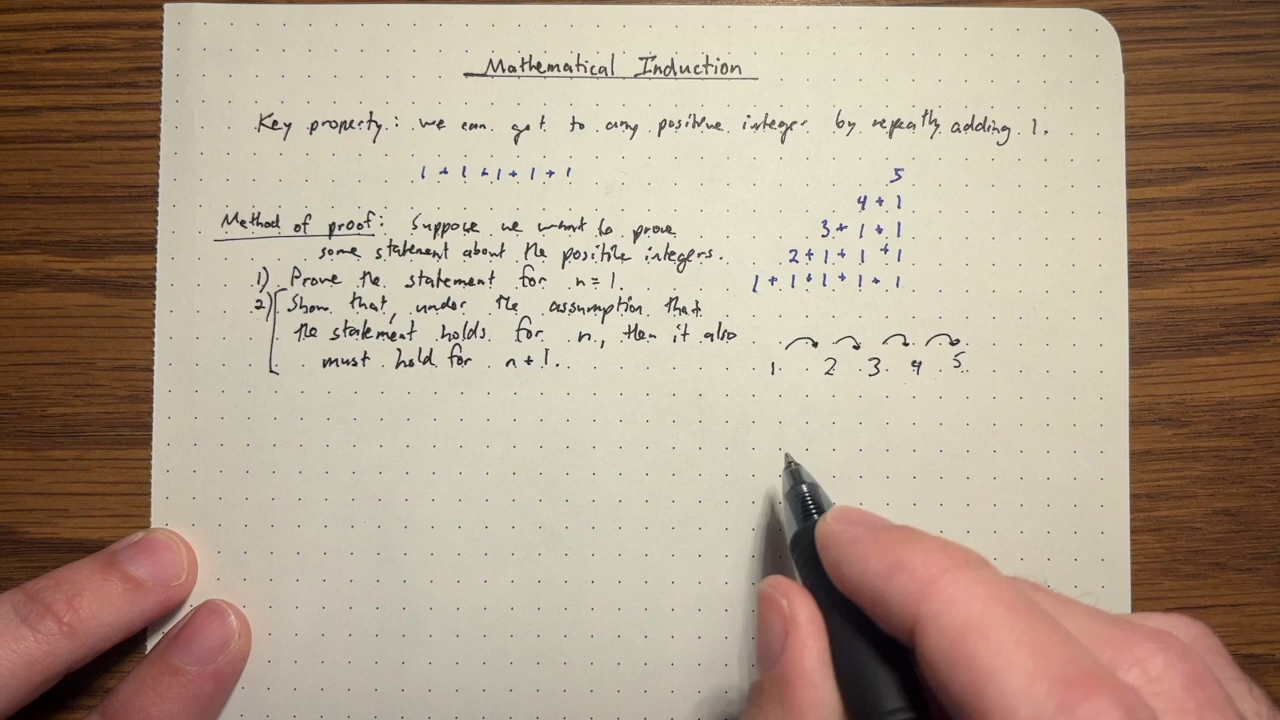 Mathematical Induction
Key property: we can get to any positive integer by repeatly adding 1.
1 + 1 + 1 + 1 + 1
5
4 + 1
Method of proof: Suppose we want to prove
3 + 1 + 1
some statement about the positive integers.
2 + 1 + 1 + 1
1) Prove the statement for n = 1.
1 + 1 + 1 + 1 + 1
2) Show that, under the assumption that
the statement holds for n, then it also
must hold for n + 1.
1 2 3 4 5